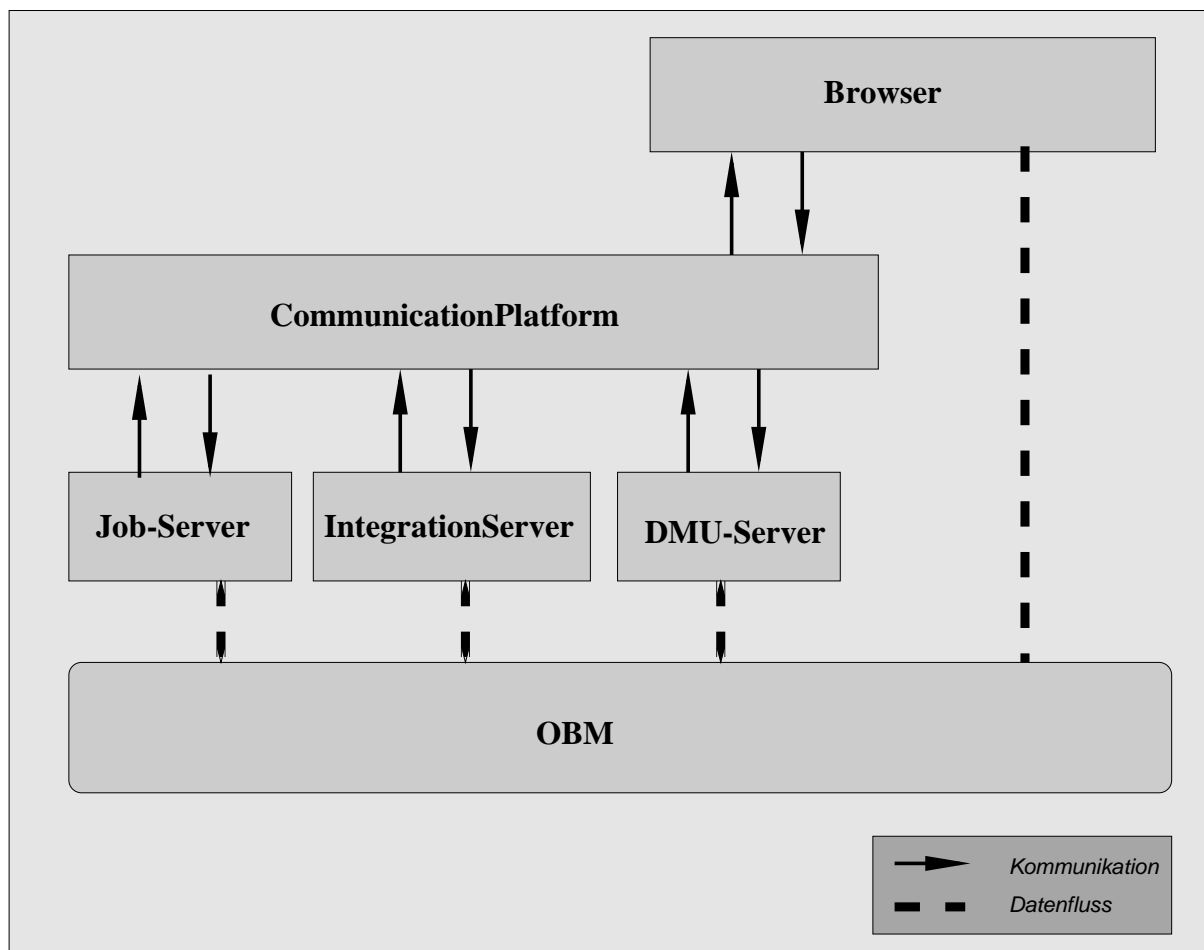 Browser
CommunicationPlatform
Job-Server
IntegrationServer
DMU-Server
OBM
Kommunikation
Datenfluss